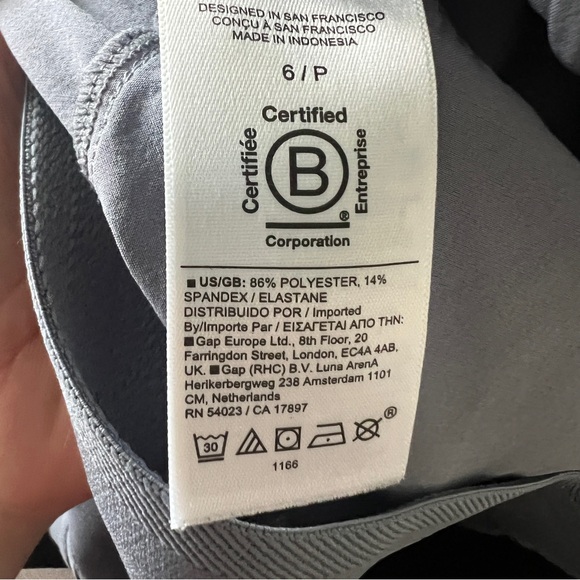 DESIGNED IN SAN FRANCISCO
CONÇU À SAN FRANCISCO
MADE IN INDONESIA
6 / P
Certified
Certifiée
B
Entreprise
®
Corporation
■ US/GB: 86% POLYESTER, 14%
SPANDEX / ELASTANE
DISTRIBUIDO POR / Imported
By/Importe Par / ΕΙΣΑΓΕΤΑΙ ΑΠΟ ΤΗΝ:
■Gap Europe Ltd., 8th Floor, 20
Farringdon Street, London, EC4A 4AB,
UK. ■Gap (RHC) B.V. Luna ArenA
Herikerbergweg 238 Amsterdam 1101
CM, Netherlands
RN 54023 / CA 17897
30
®
1166